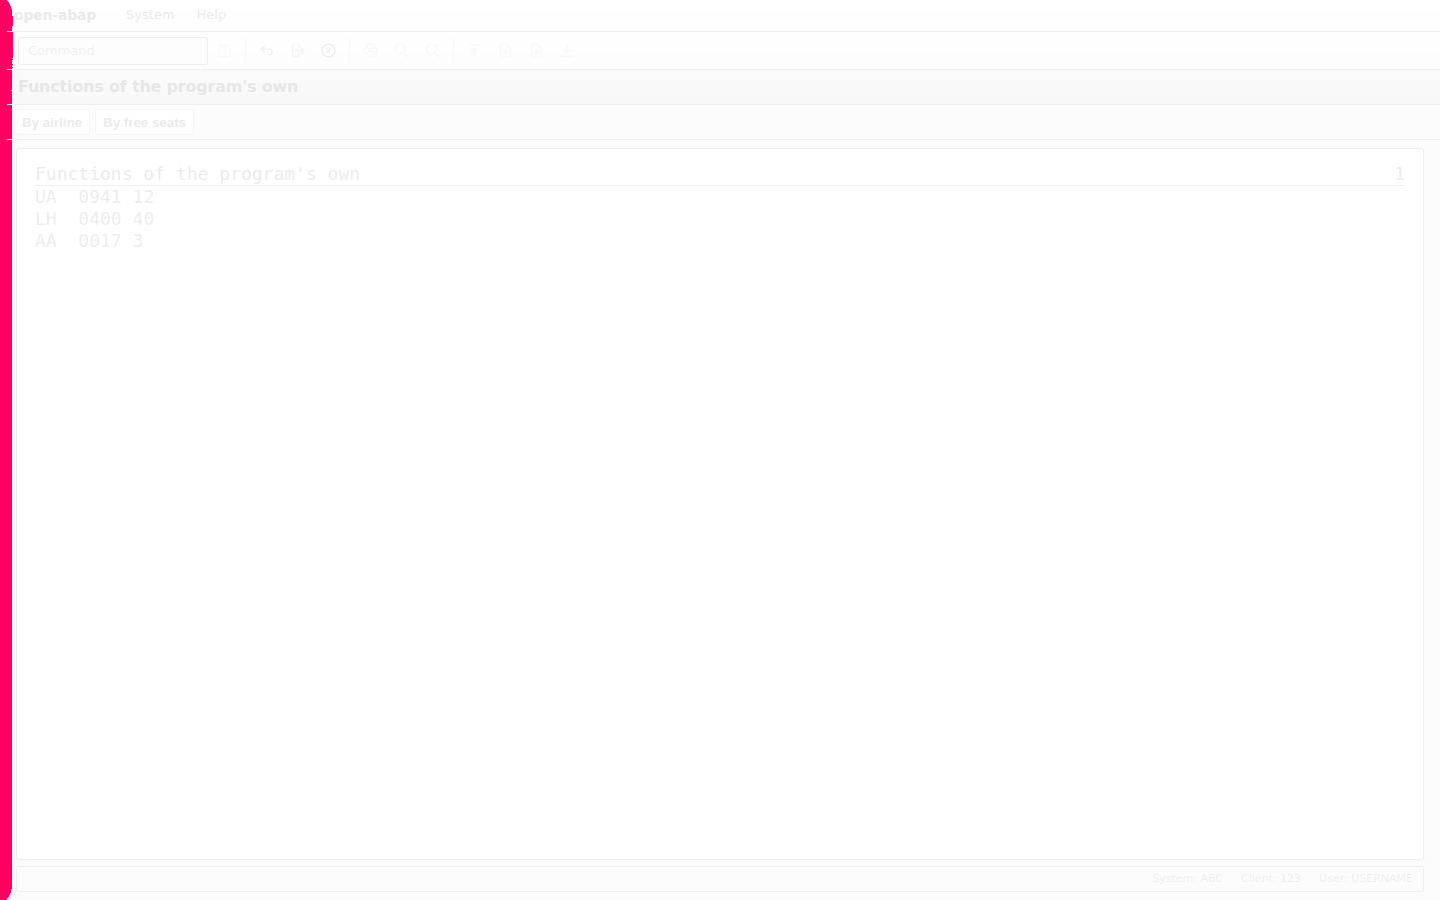 open-abap System Help
Command
Functions of the program's own
By airline By free seats
Functions of the program's own 1
UA  0941 12
LH  0400 40
AA  0017 3
System: ABC Client: 123 User: USERNAME